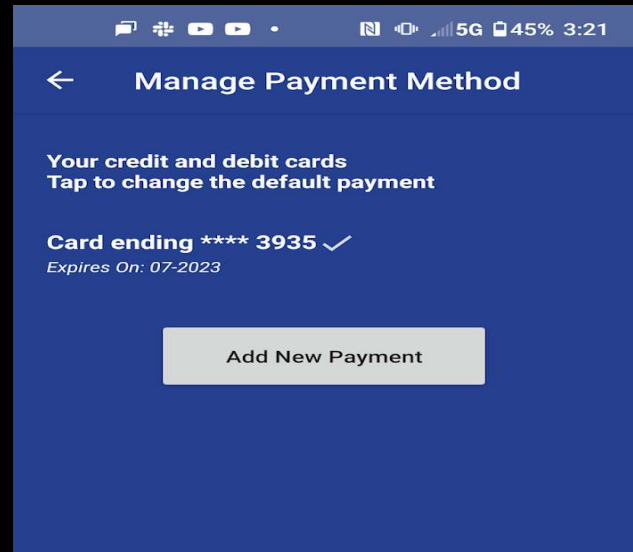 5G 45% 3:21
Manage Payment Method
Your credit and debit cards
Tap to change the default payment
Card ending **** 3935
Expires On: 07-2023
Add New Payment